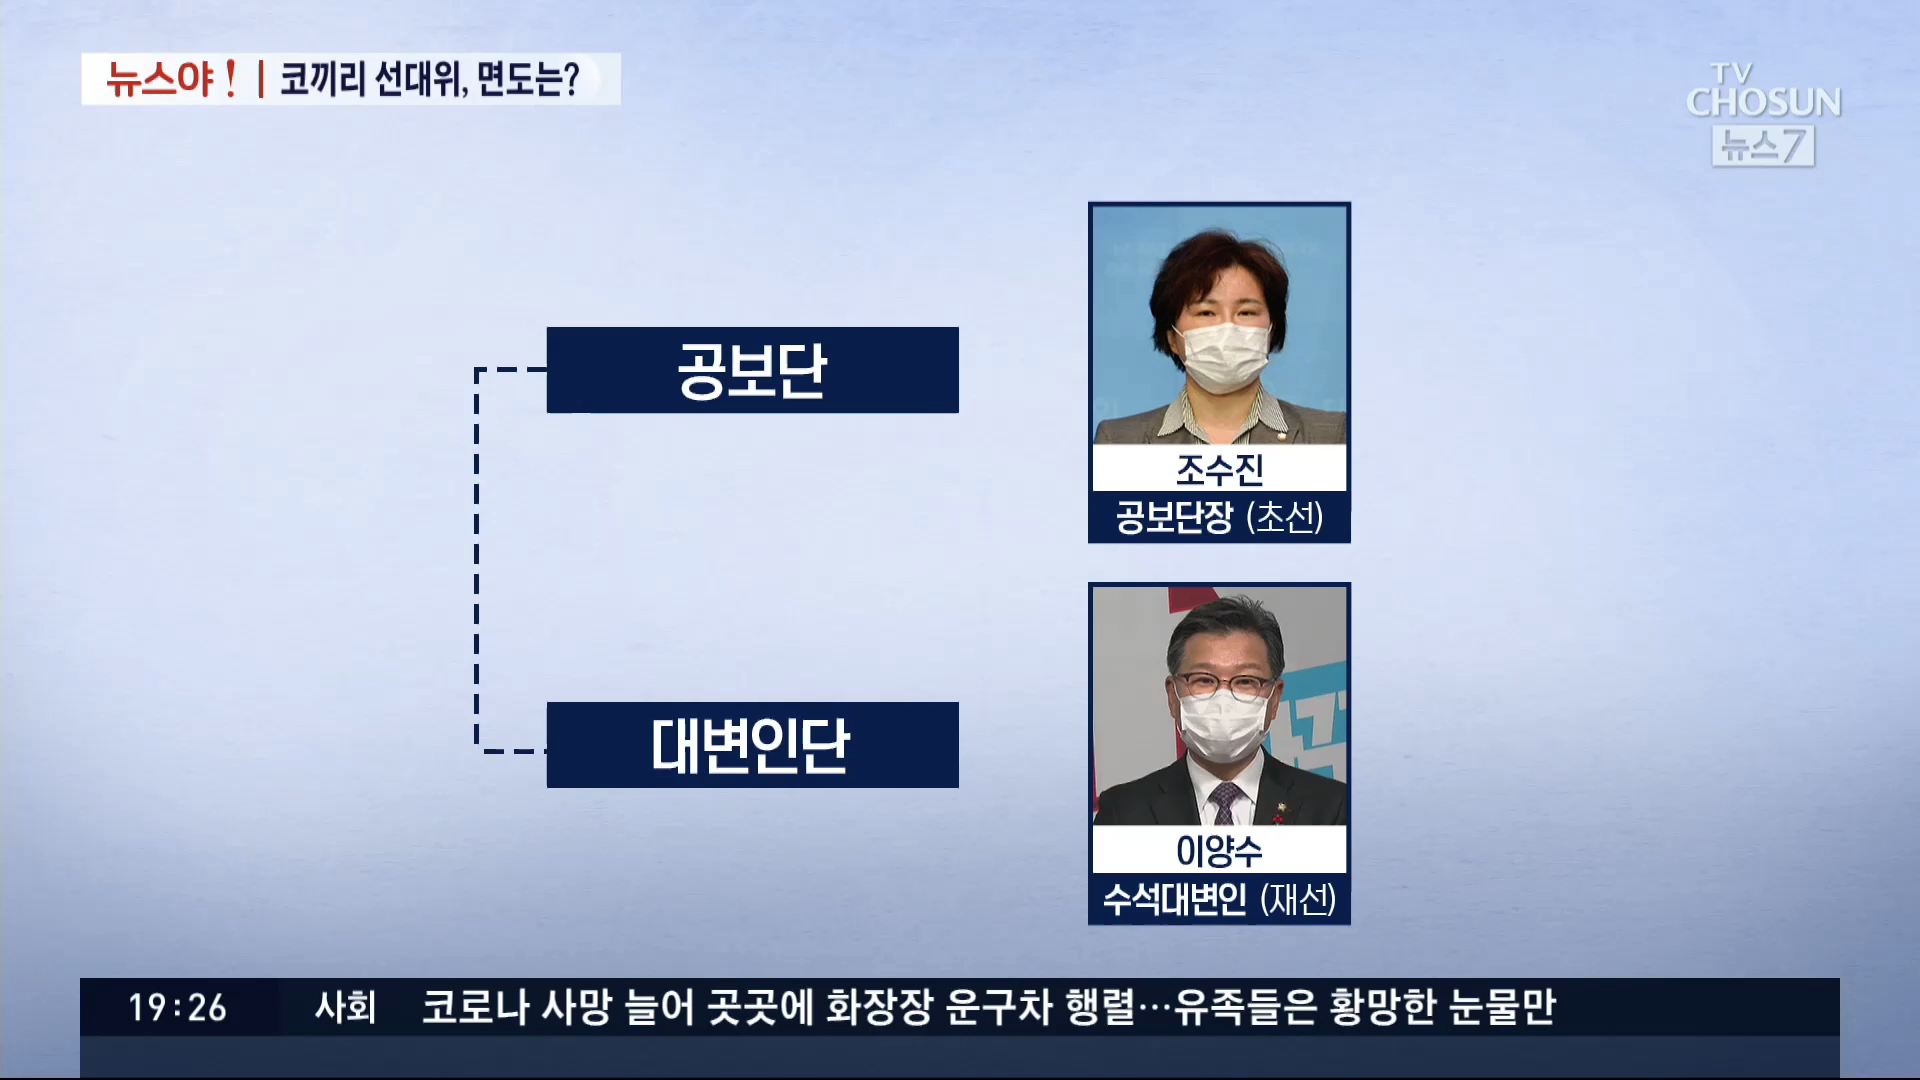 뉴스야! | 코끼리 선대위, 면도는?
TV
CHOSUN
뉴스7
공보단
조수진
공보단장 (초선)
대변인단
이양수
수석대변인 (재선)
19:26 사회 코로나 사망 늘어 곳곳에 화장장 운구차 행렬…유족들은 황망한 눈물만